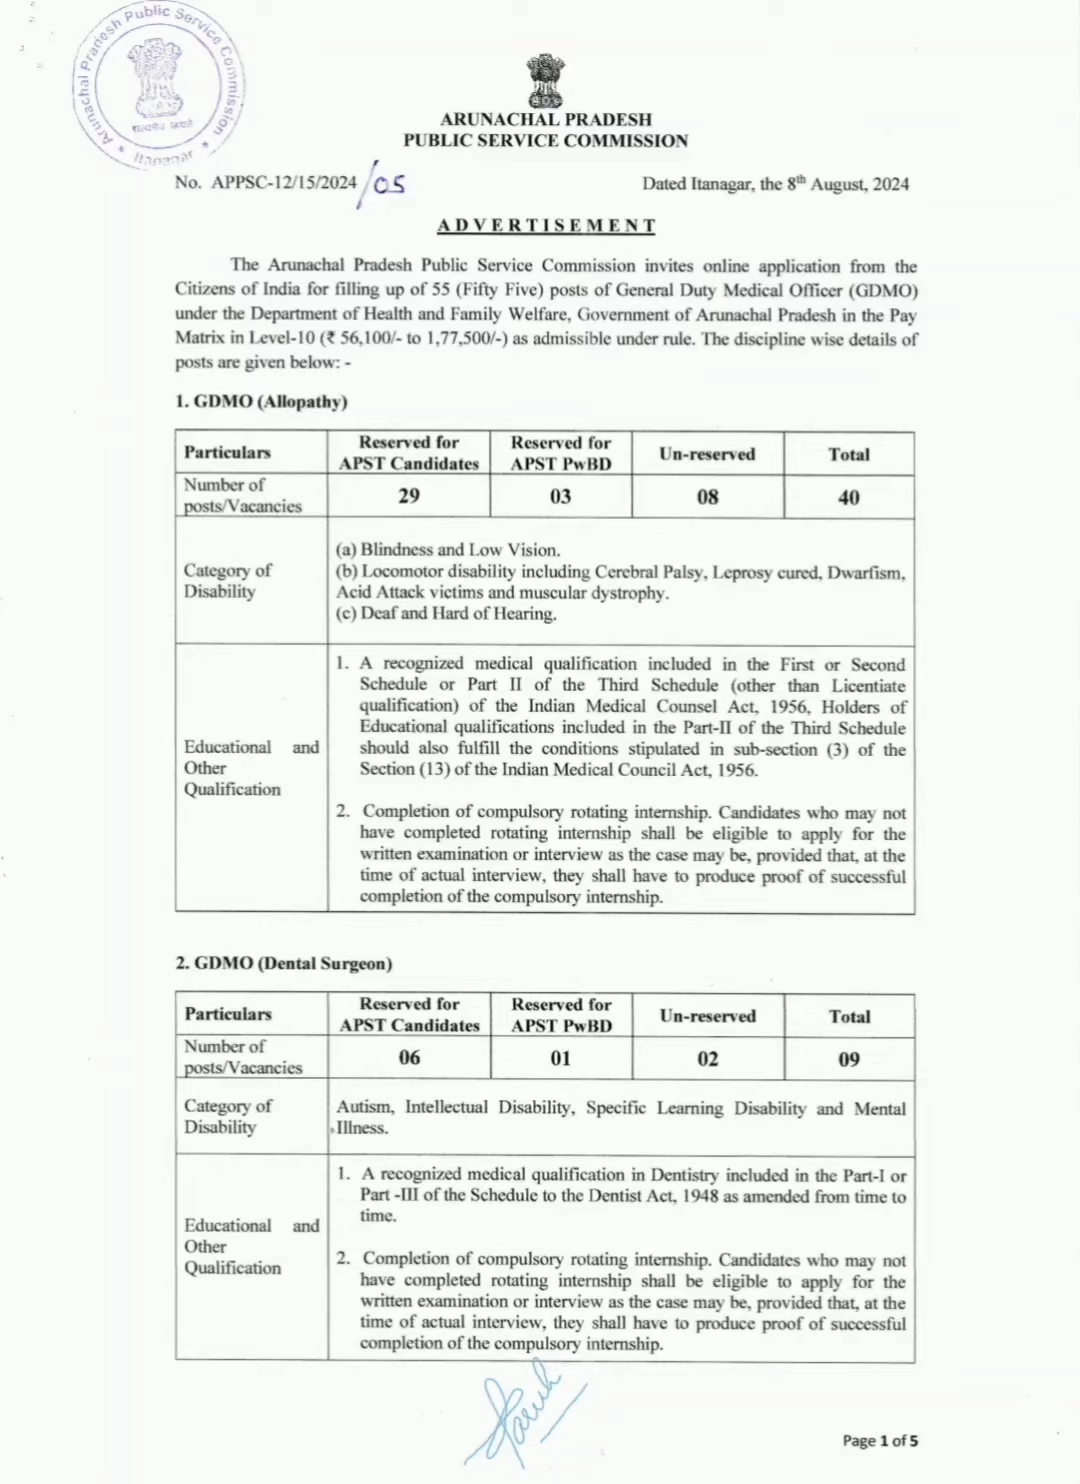 Arunachal Pradesh Public Service Commission
* Itanagar *
सत्यमेव जयते
ARUNACHAL PRADESH
PUBLIC SERVICE COMMISSION
No. APPSC-12/15/2024/05
Dated Itanagar, the 8th August, 2024
ADVERTISEMENT
The Arunachal Pradesh Public Service Commission invites online application from the
Citizens of India for filling up of 55 (Fifty Five) posts of General Duty Medical Officer (GDMO)
under the Department of Health and Family Welfare, Government of Arunachal Pradesh in the Pay
Matrix in Level-10 (₹ 56,100/- to 1,77,500/-) as admissible under rule. The discipline wise details of
posts are given below: -
1. GDMO (Allopathy)
Particulars
Reserved for
APST Candidates
Reserved for
APST PwBD
Un-reserved
Total
Number of
posts/Vacancies
29
03
08
40
Category of
Disability
(a) Blindness and Low Vision.
(b) Locomotor disability including Cerebral Palsy, Leprosy cured, Dwarfism,
Acid Attack victims and muscular dystrophy.
(c) Deaf and Hard of Hearing.
Educational and
Other
Qualification
1. A recognized medical qualification included in the First or Second
Schedule or Part II of the Third Schedule (other than Licentiate
qualification) of the Indian Medical Counsel Act, 1956, Holders of
Educational qualifications included in the Part-II of the Third Schedule
should also fulfill the conditions stipulated in sub-section (3) of the
Section (13) of the Indian Medical Council Act, 1956.
2. Completion of compulsory rotating internship. Candidates who may not
have completed rotating internship shall be eligible to apply for the
written examination or interview as the case may be, provided that, at the
time of actual interview, they shall have to produce proof of successful
completion of the compulsory internship.
2. GDMO (Dental Surgeon)
Particulars
Reserved for
APST Candidates
Reserved for
APST PwBD
Un-reserved
Total
Number of
posts/Vacancies
06
01
02
09
Category of
Disability
Autism, Intellectual Disability, Specific Learning Disability and Mental
Illness.
Educational and
Other
Qualification
1. A recognized medical qualification in Dentistry included in the Part-I or
Part -III of the Schedule to the Dentist Act, 1948 as amended from time to
time.
2. Completion of compulsory rotating internship. Candidates who may not
have completed rotating internship shall be eligible to apply for the
written examination or interview as the case may be, provided that, at the
time of actual interview, they shall have to produce proof of successful
completion of the compulsory internship.
Page 1 of 5